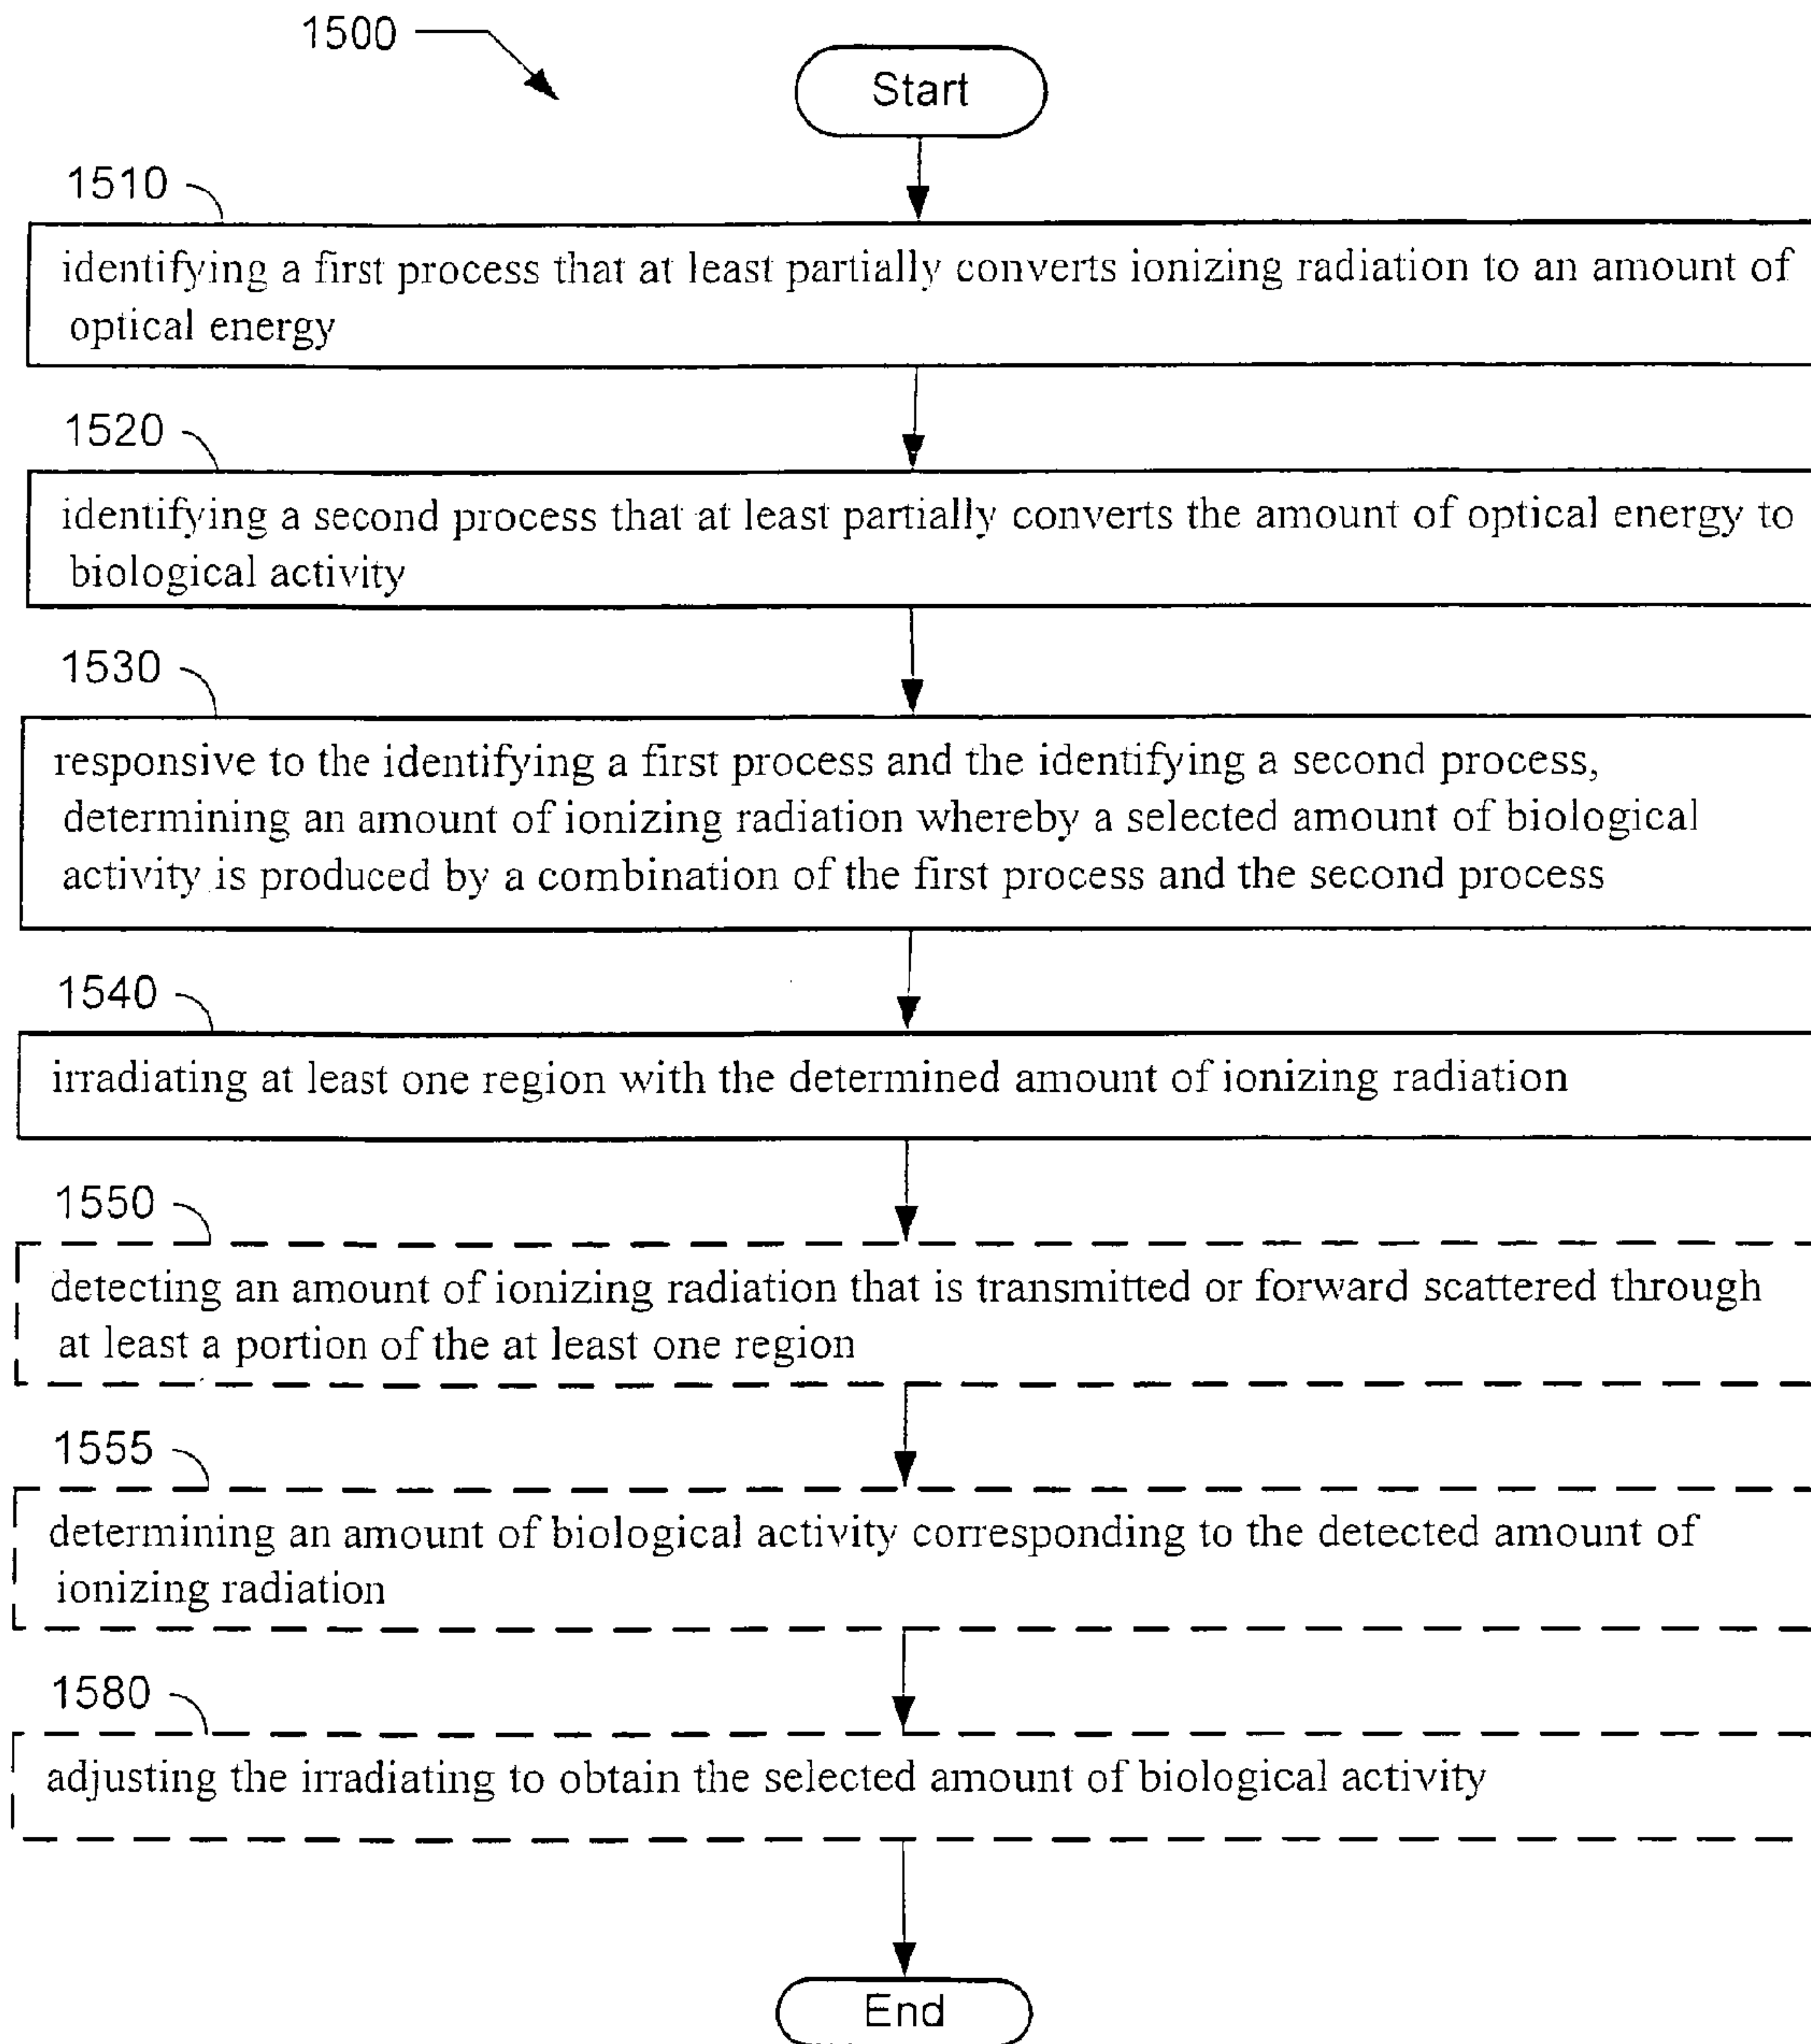 1500
Start
1510
identifying a first process that at least partially converts ionizing radiation to an amount of
optical energy
1520
identifying a second process that at least partially converts the amount of optical energy to
biological activity
1530
responsive to the identifying a first process and the identifying a second process,
determining an amount of ionizing radiation whereby a selected amount of biological
activity is produced by a combination of the first process and the second process
1540
irradiating at least one region with the determined amount of ionizing radiation
1550
detecting an amount of ionizing radiation that is transmitted or forward scattered through
at least a portion of the at least one region
1555
determining an amount of biological activity corresponding to the detected amount of
ionizing radiation
1580
adjusting the irradiating to obtain the selected amount of biological activity
End